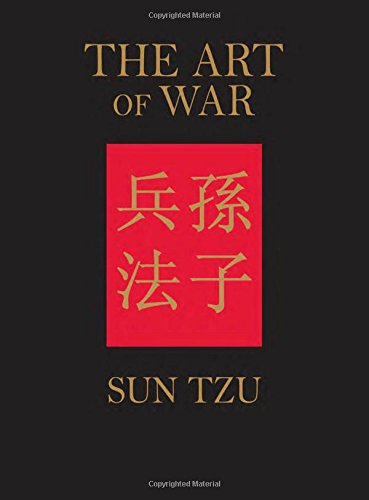 Copyrighted Material
THE ART
OF WAR
孫子
兵法
SUN TZU
Copyrighted Material